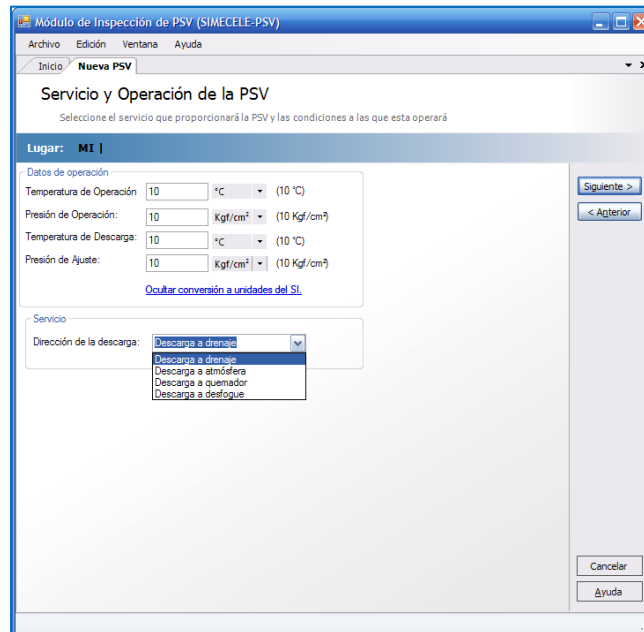 Módulo de Inspección de PSV (SIMECELE-PSV)
Archivo Edición Ventana Ayuda
Inicio Nueva PSV
Servicio y Operación de la PSV
Seleccione el servicio que proporcionará la PSV y las condiciones a las que esta operará
Lugar: MI |
Datos de operación
Temperatura de Operación 10 °C (10 °C)
Presión de Operación: 10 Kgf/cm² (10 Kgf/cm²)
Temperatura de Descarga: 10 °C (10 °C)
Presión de Ajuste: 10 Kgf/cm² (10 Kgf/cm²)
Ocultar conversión a unidades del SI.
Servicio
Dirección de la descarga: Descarga a drenaje
Descarga a drenaje
Descarga a atmósfera
Descarga a quemador
Descarga a desfogue
Siguiente >
< Anterior
Cancelar
Ayuda